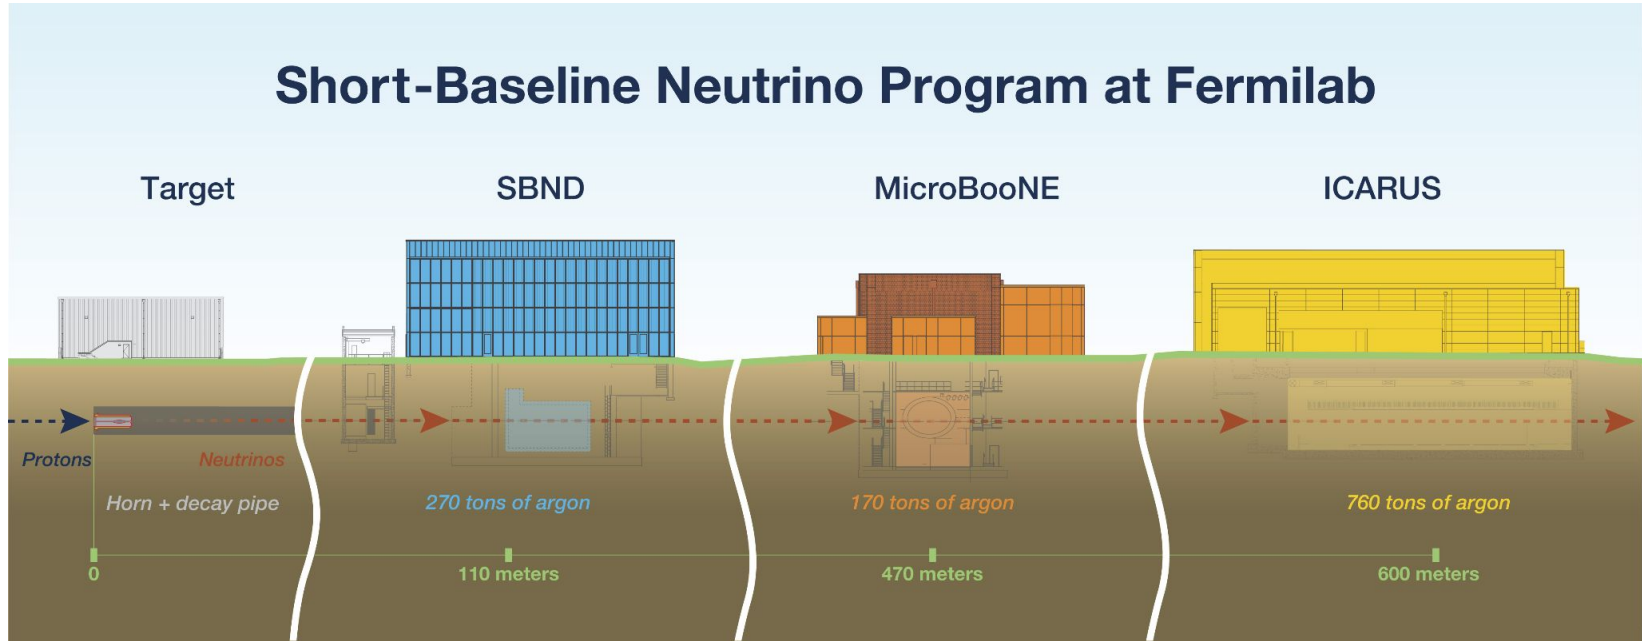 Short-Baseline Neutrino Program at Fermilab
Target
SBND
MicroBooNE
ICARUS
Protons
Neutrinos
Horn + decay pipe
270 tons of argon
170 tons of argon
760 tons of argon
0
110 meters
470 meters
600 meters